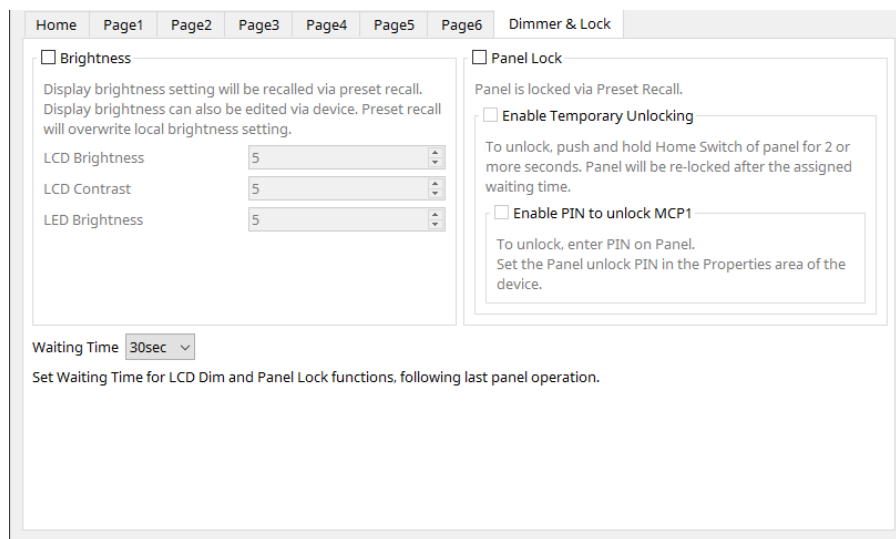 Home Page1 Page2 Page3 Page4 Page5 Page6 Dimmer & Lock
Brightness
Display brightness setting will be recalled via preset recall.
Display brightness can also be edited via device. Preset recall
will overwrite local brightness setting.
LCD Brightness 5
LCD Contrast 5
LED Brightness 5
Panel Lock
Panel is locked via Preset Recall.
Enable Temporary Unlocking
To unlock, push and hold Home Switch of panel for 2 or
more seconds. Panel will be re-locked after the assigned
waiting time.
Enable PIN to unlock MCP1
To unlock, enter PIN on Panel.
Set the Panel unlock PIN in the Properties area of the
device.
Waiting Time 30sec
Set Waiting Time for LCD Dim and Panel Lock functions, following last panel operation.